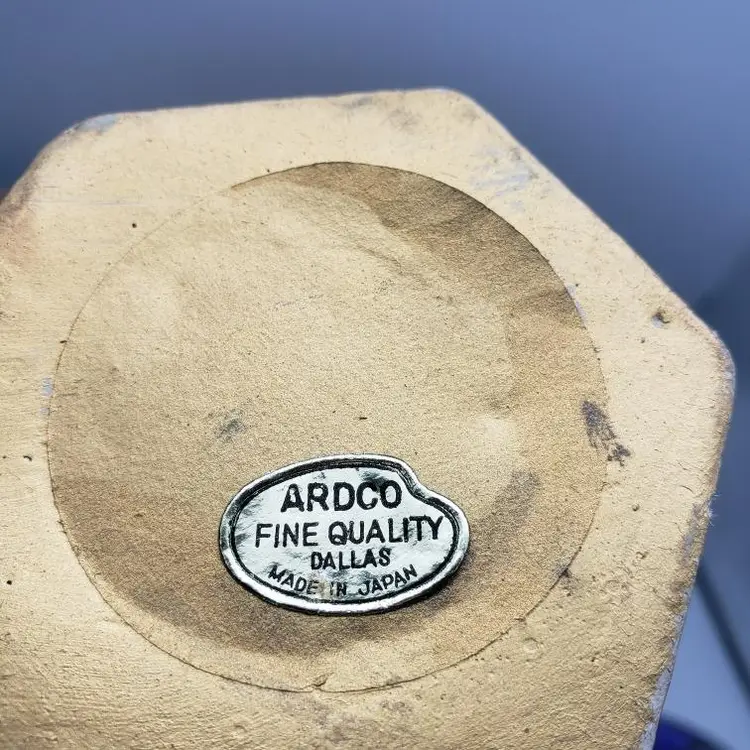 ARDCO
FINE QUALITY
DALLAS
MADE IN JAPAN